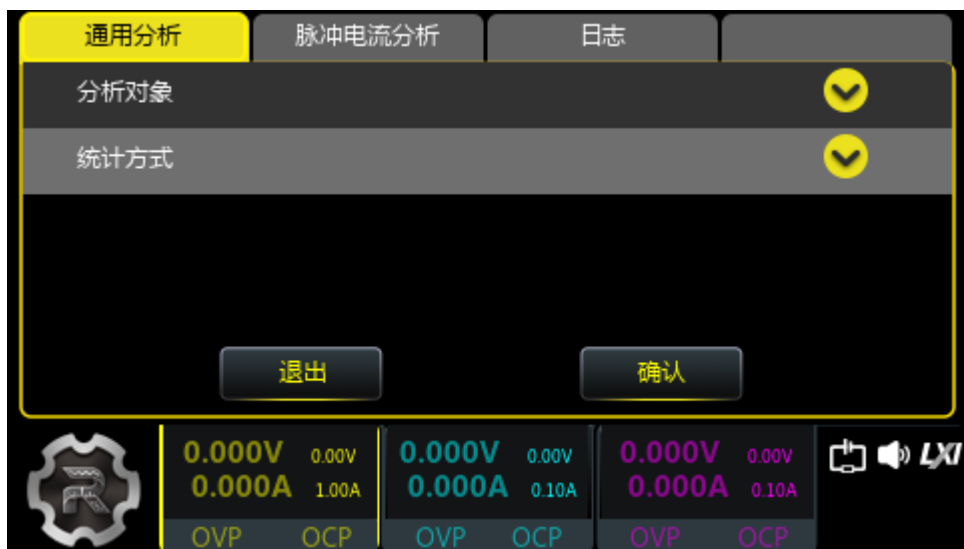 通用分析 脉冲电流分析 日志
分析对象
统计方式
退出 确认
0.000V 0.00V 0.000V 0.00V 0.000V 0.00V
0.000A 1.00A 0.000A 0.10A 0.000A 0.10A
OVP OCP OVP OCP OVP OCP
LXI